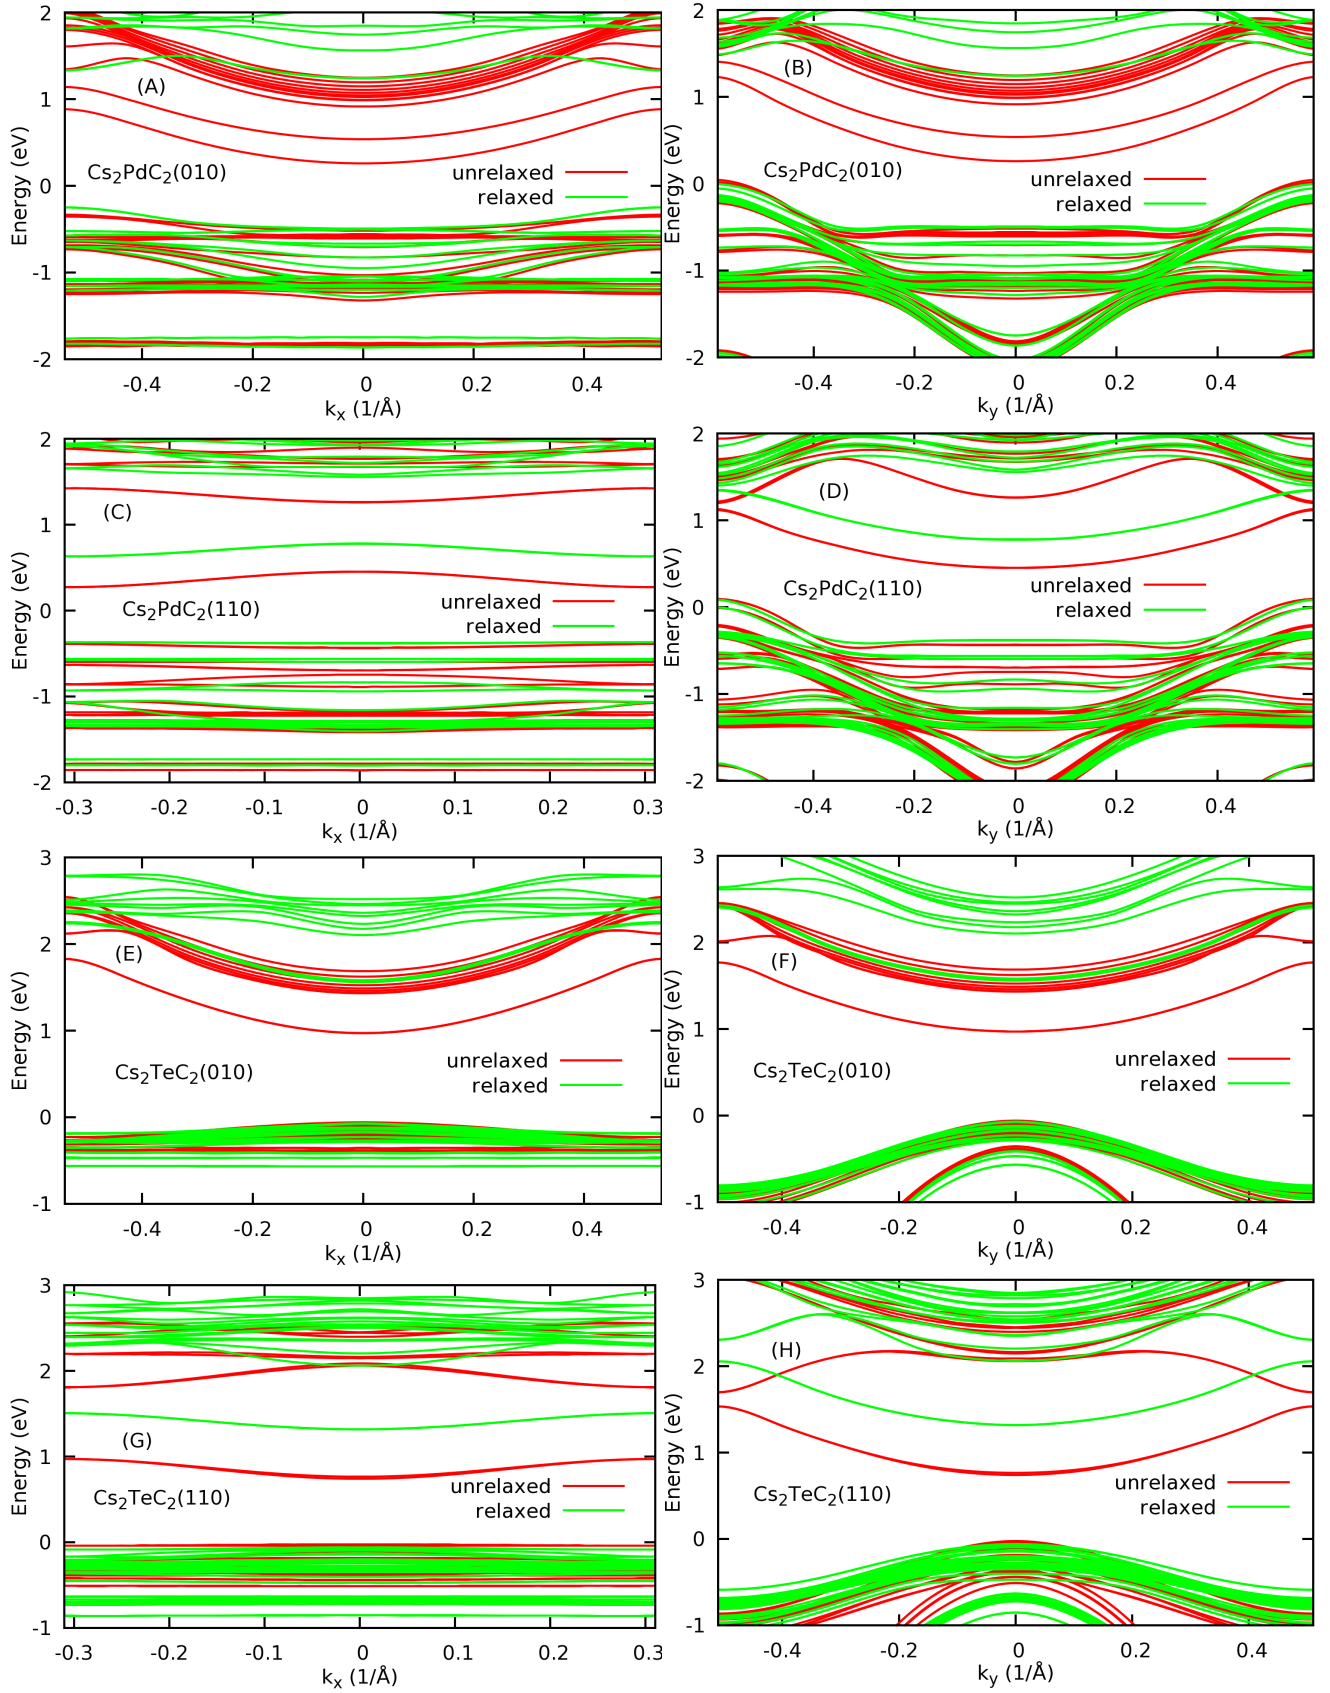 2
1
0
-1
-2
Energy (eV)
(A)
Cs2PdC2(010)
unrelaxed
relaxed
-0.4
-0.2
0
0.2
0.4
kx (1/Å)
2
1
0
-1
-2
Energy (eV)
(B)
Cs2PdC2(010)
unrelaxed
relaxed
-0.4
-0.2
0
0.2
0.4
ky (1/Å)
2
1
0
-1
-2
Energy (eV)
(C)
Cs2PdC2(110)
unrelaxed
relaxed
-0.3
-0.2
-0.1
0
0.1
0.2
0.3
kx (1/Å)
2
1
0
-1
-2
Energy (eV)
(D)
Cs2PdC2(110)
unrelaxed
relaxed
-0.4
-0.2
0
0.2
0.4
ky (1/Å)
3
2
1
0
-1
Energy (eV)
(E)
Cs2TeC2(010)
unrelaxed
relaxed
-0.4
-0.2
0
0.2
0.4
kx (1/Å)
3
2
1
0
-1
Energy (eV)
(F)
Cs2TeC2(010)
unrelaxed
relaxed
-0.4
-0.2
0
0.2
0.4
ky (1/Å)
3
2
1
0
-1
Energy (eV)
(G)
Cs2TeC2(110)
unrelaxed
relaxed
-0.3
-0.2
-0.1
0
0.1
0.2
0.3
kx (1/Å)
3
2
1
0
-1
Energy (eV)
(H)
Cs2TeC2(110)
unrelaxed
relaxed
-0.4
-0.2
0
0.2
0.4
ky (1/Å)